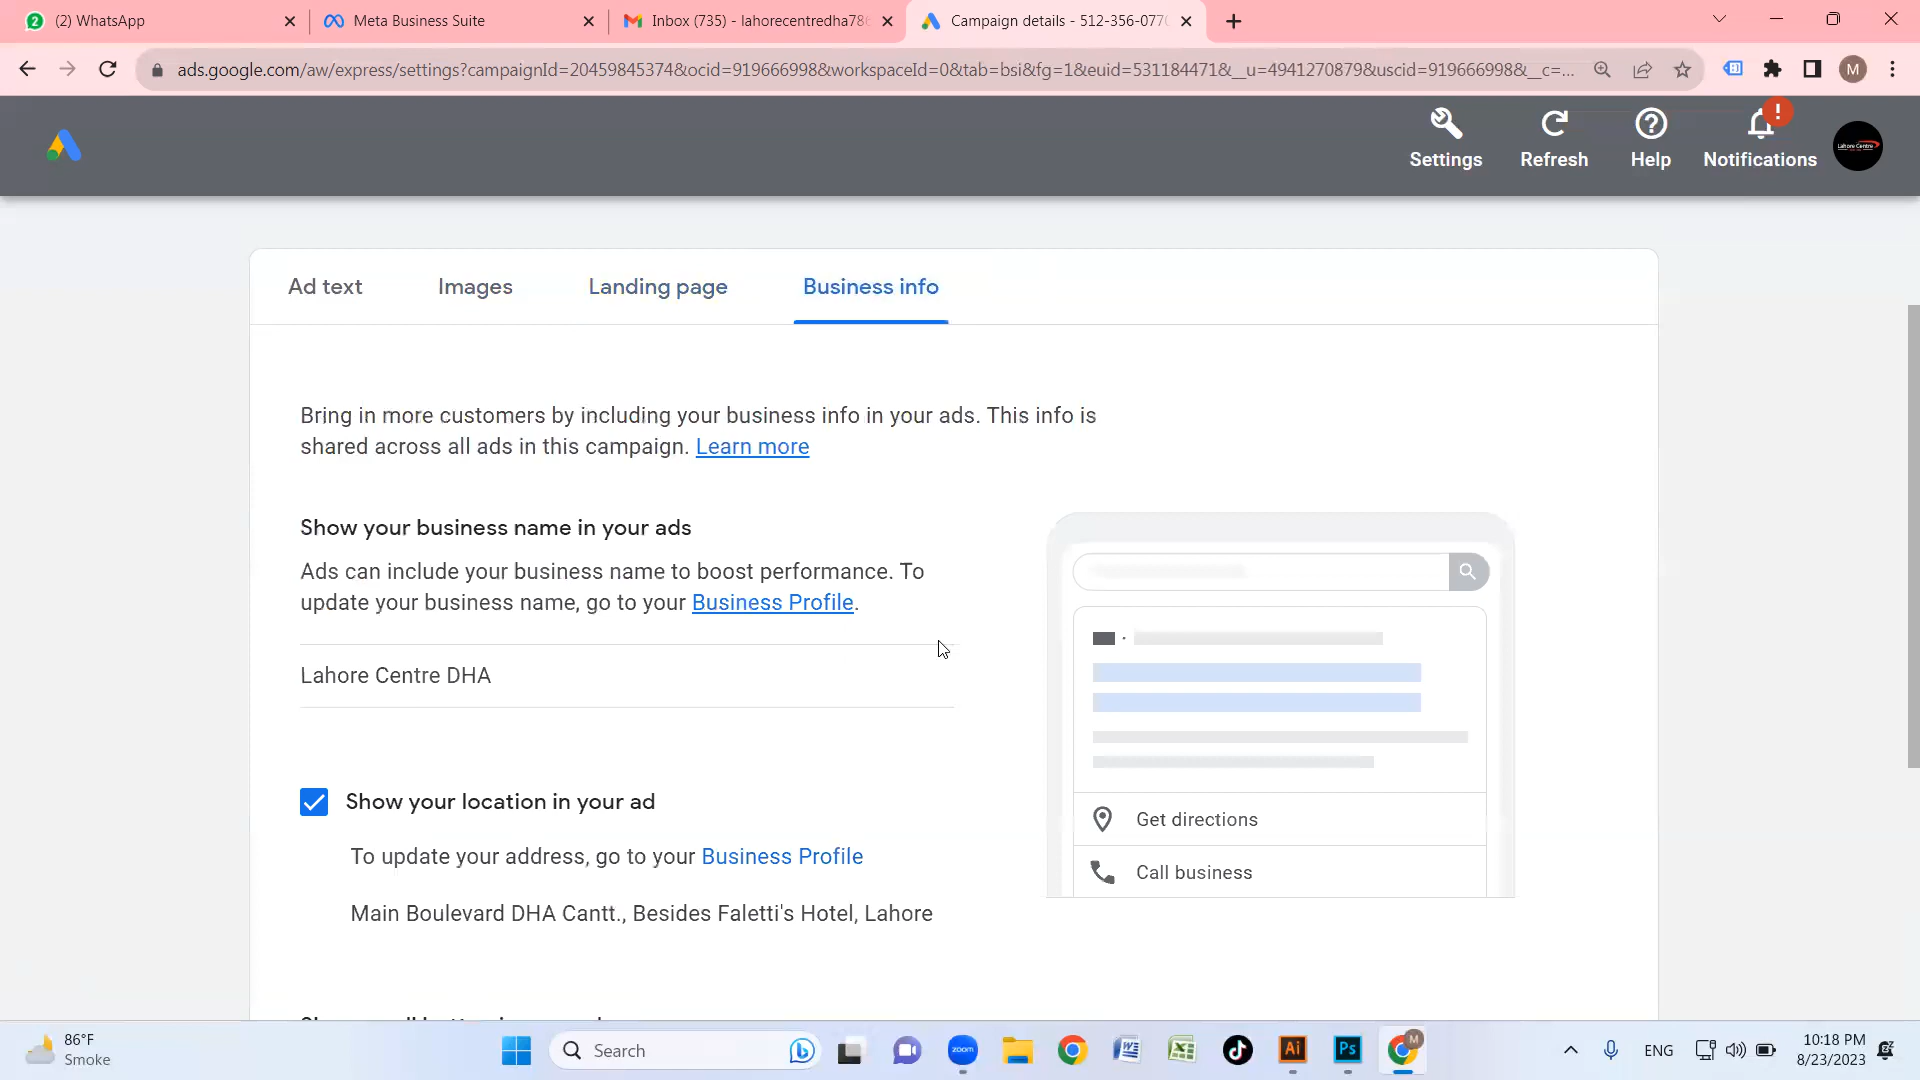 (2) WhatsApp
Meta Business Suite
Inbox (735) - lahorecentredha786
Campaign details - 512-356-0770
ads.google.com/aw/express/settings?campaignId=20459845374&ocid=919666998&workspaceId=0&tab=bsi&fg=1&euid=531184471&__u=4941270879&uscid=919666998&__c=...
M
Settings
Refresh
Help
Notifications
Lahore Centre
Ad text
Images
Landing page
Business info
Bring in more customers by including your business info in your ads. This info is
shared across all ads in this campaign. Learn more
Show your business name in your ads
Ads can include your business name to boost performance. To
update your business name, go to your Business Profile.
Lahore Centre DHA
Show your location in your ad
To update your address, go to your Business Profile
Main Boulevard DHA Cantt., Besides Faletti's Hotel, Lahore
Get directions
Call business
86°F
Smoke
Search
zoom
Ai
Ps
M
ENG
10:18 PM
8/23/2023